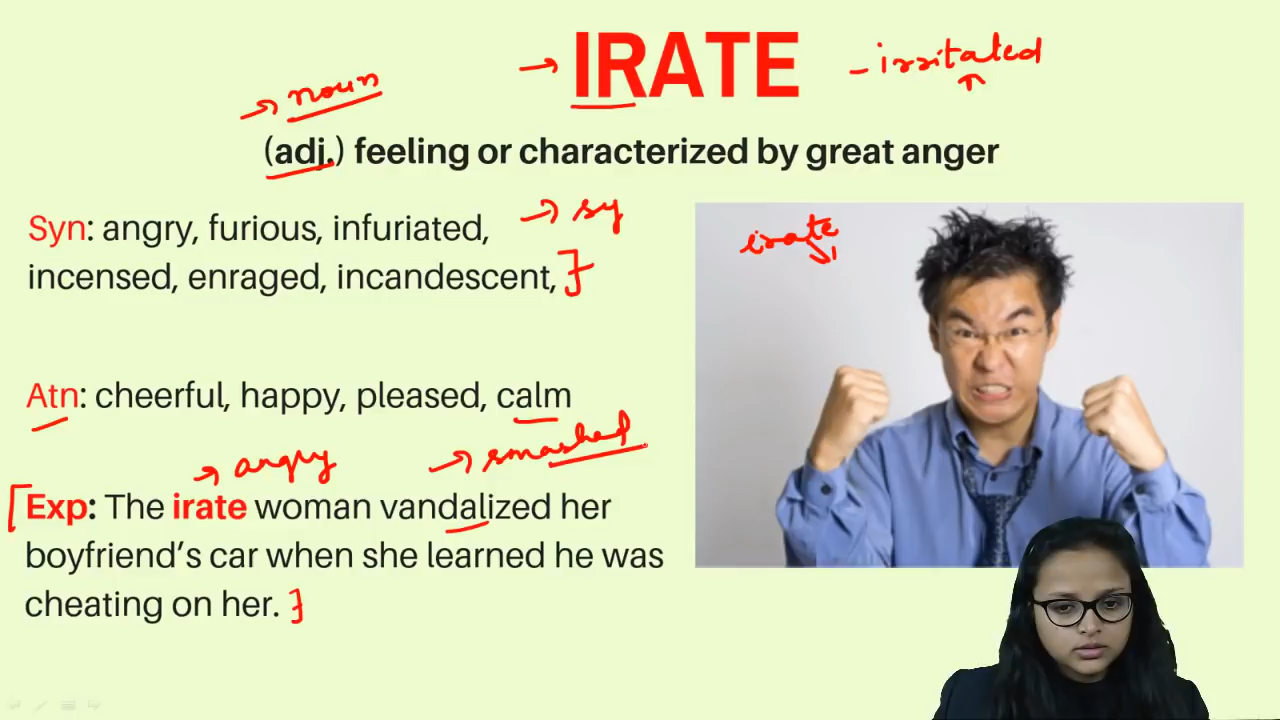 → IRATE - irritated
→ noun
(adj.) feeling or characterized by great anger
Syn: angry, furious, infuriated, → sy
incensed, enraged, incandescent,
irate
Atn: cheerful, happy, pleased, calm
→ angry → smashed
Exp: The irate woman vandalized her
boyfriend's car when she learned he was
cheating on her.